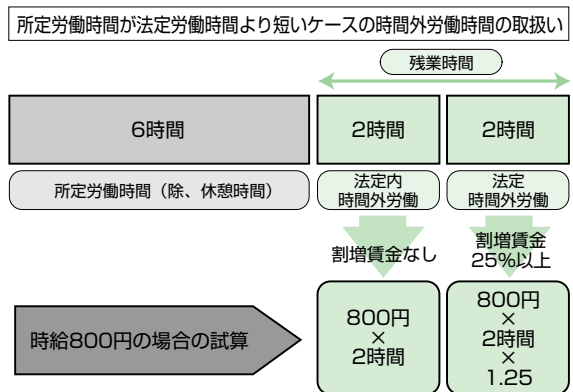 所定労働時間が法定労働時間より短いケースの時間外労働時間の取扱い
残業時間
6時間
2時間
2時間
所定労働時間（除、休憩時間）
法定内
時間外労働
法定
時間外労働
割増賃金なし
割増賃金
25%以上
時給800円の場合の試算
800円
×
2時間
800円
×
2時間
×
1.25